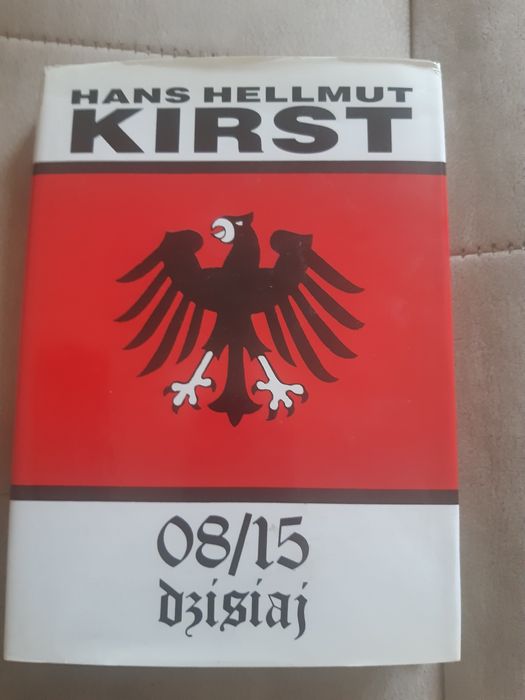 HANS HELLMUT
KIRST
08/15
dzisiaj